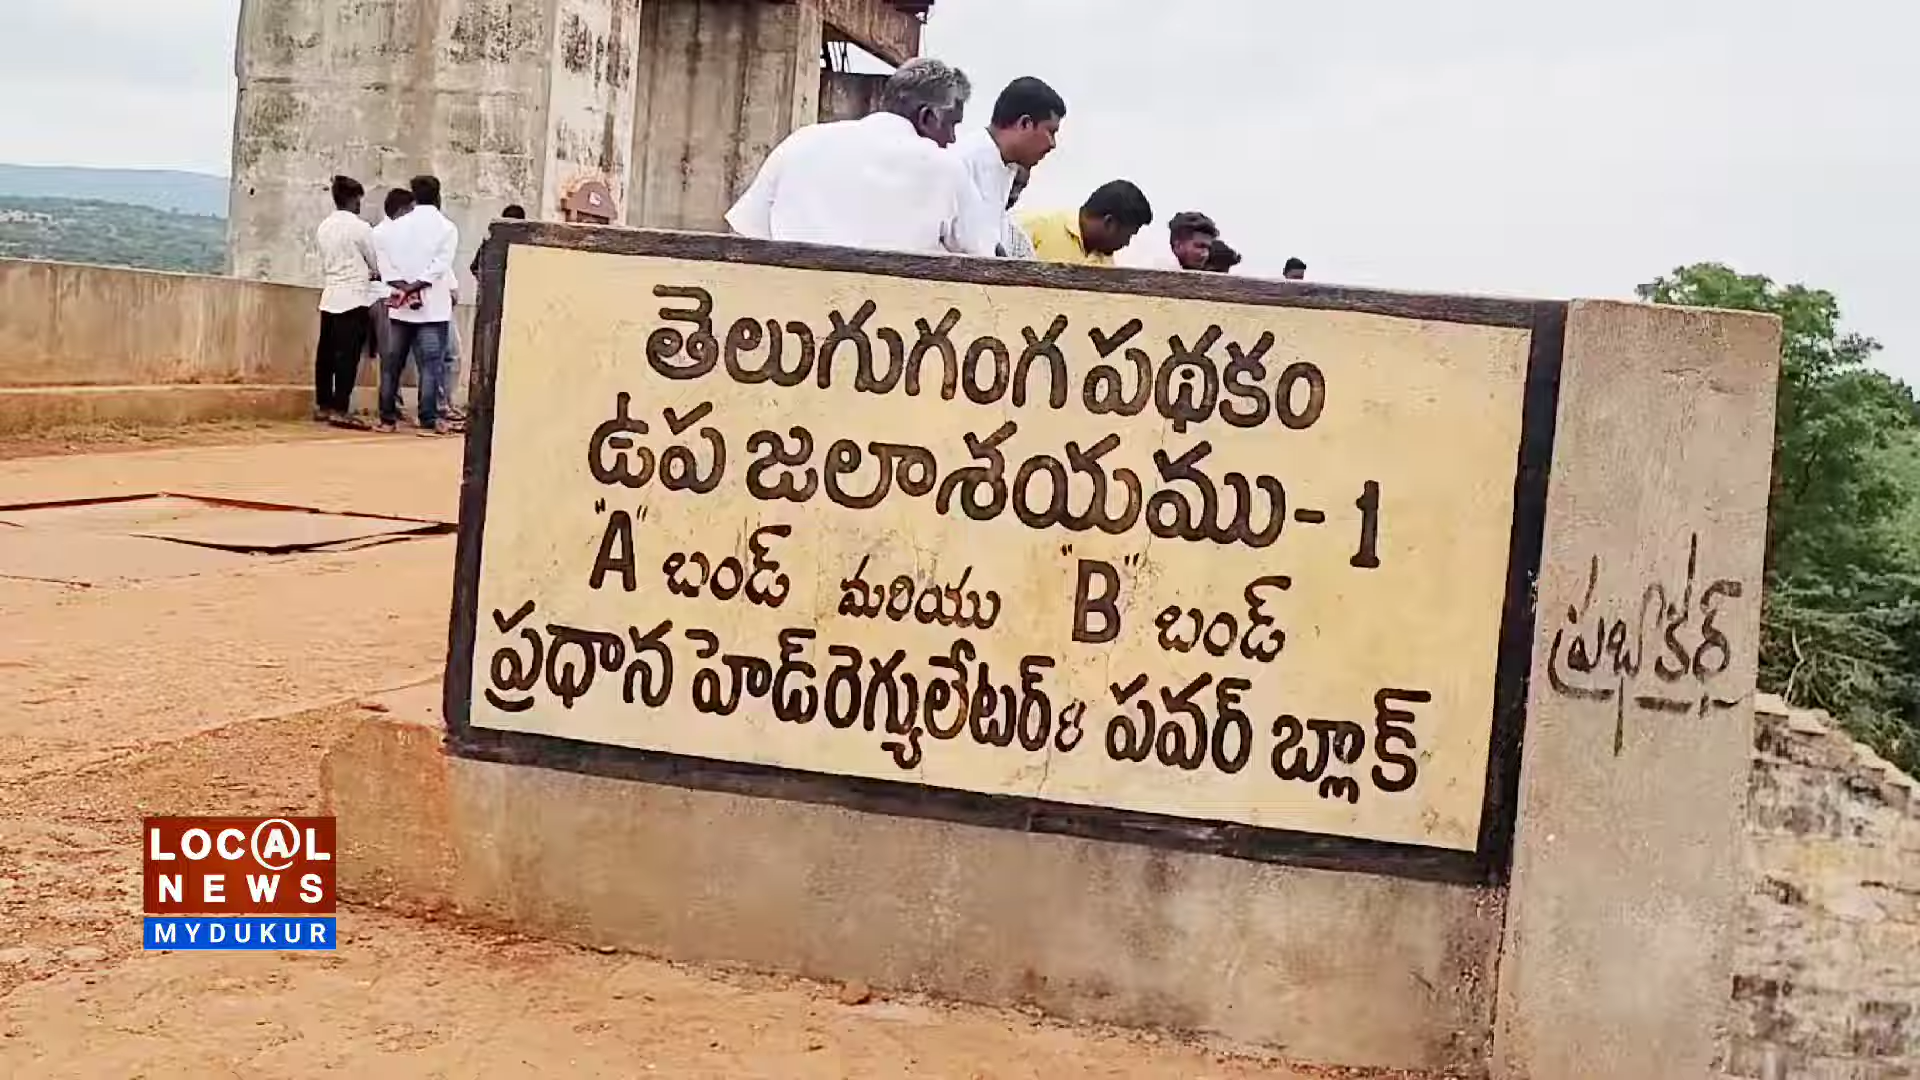 తెలుగుగంగ పథకం
ఉప జలాశయము - 1
"A" బండ్ మరియు "B" బండ్
ప్రధాన హెడ్ రెగ్యులేటర్ & పవర్ బ్లాక్
ప్రభాకర్
LOC@L
NEWS
MYDUKUR